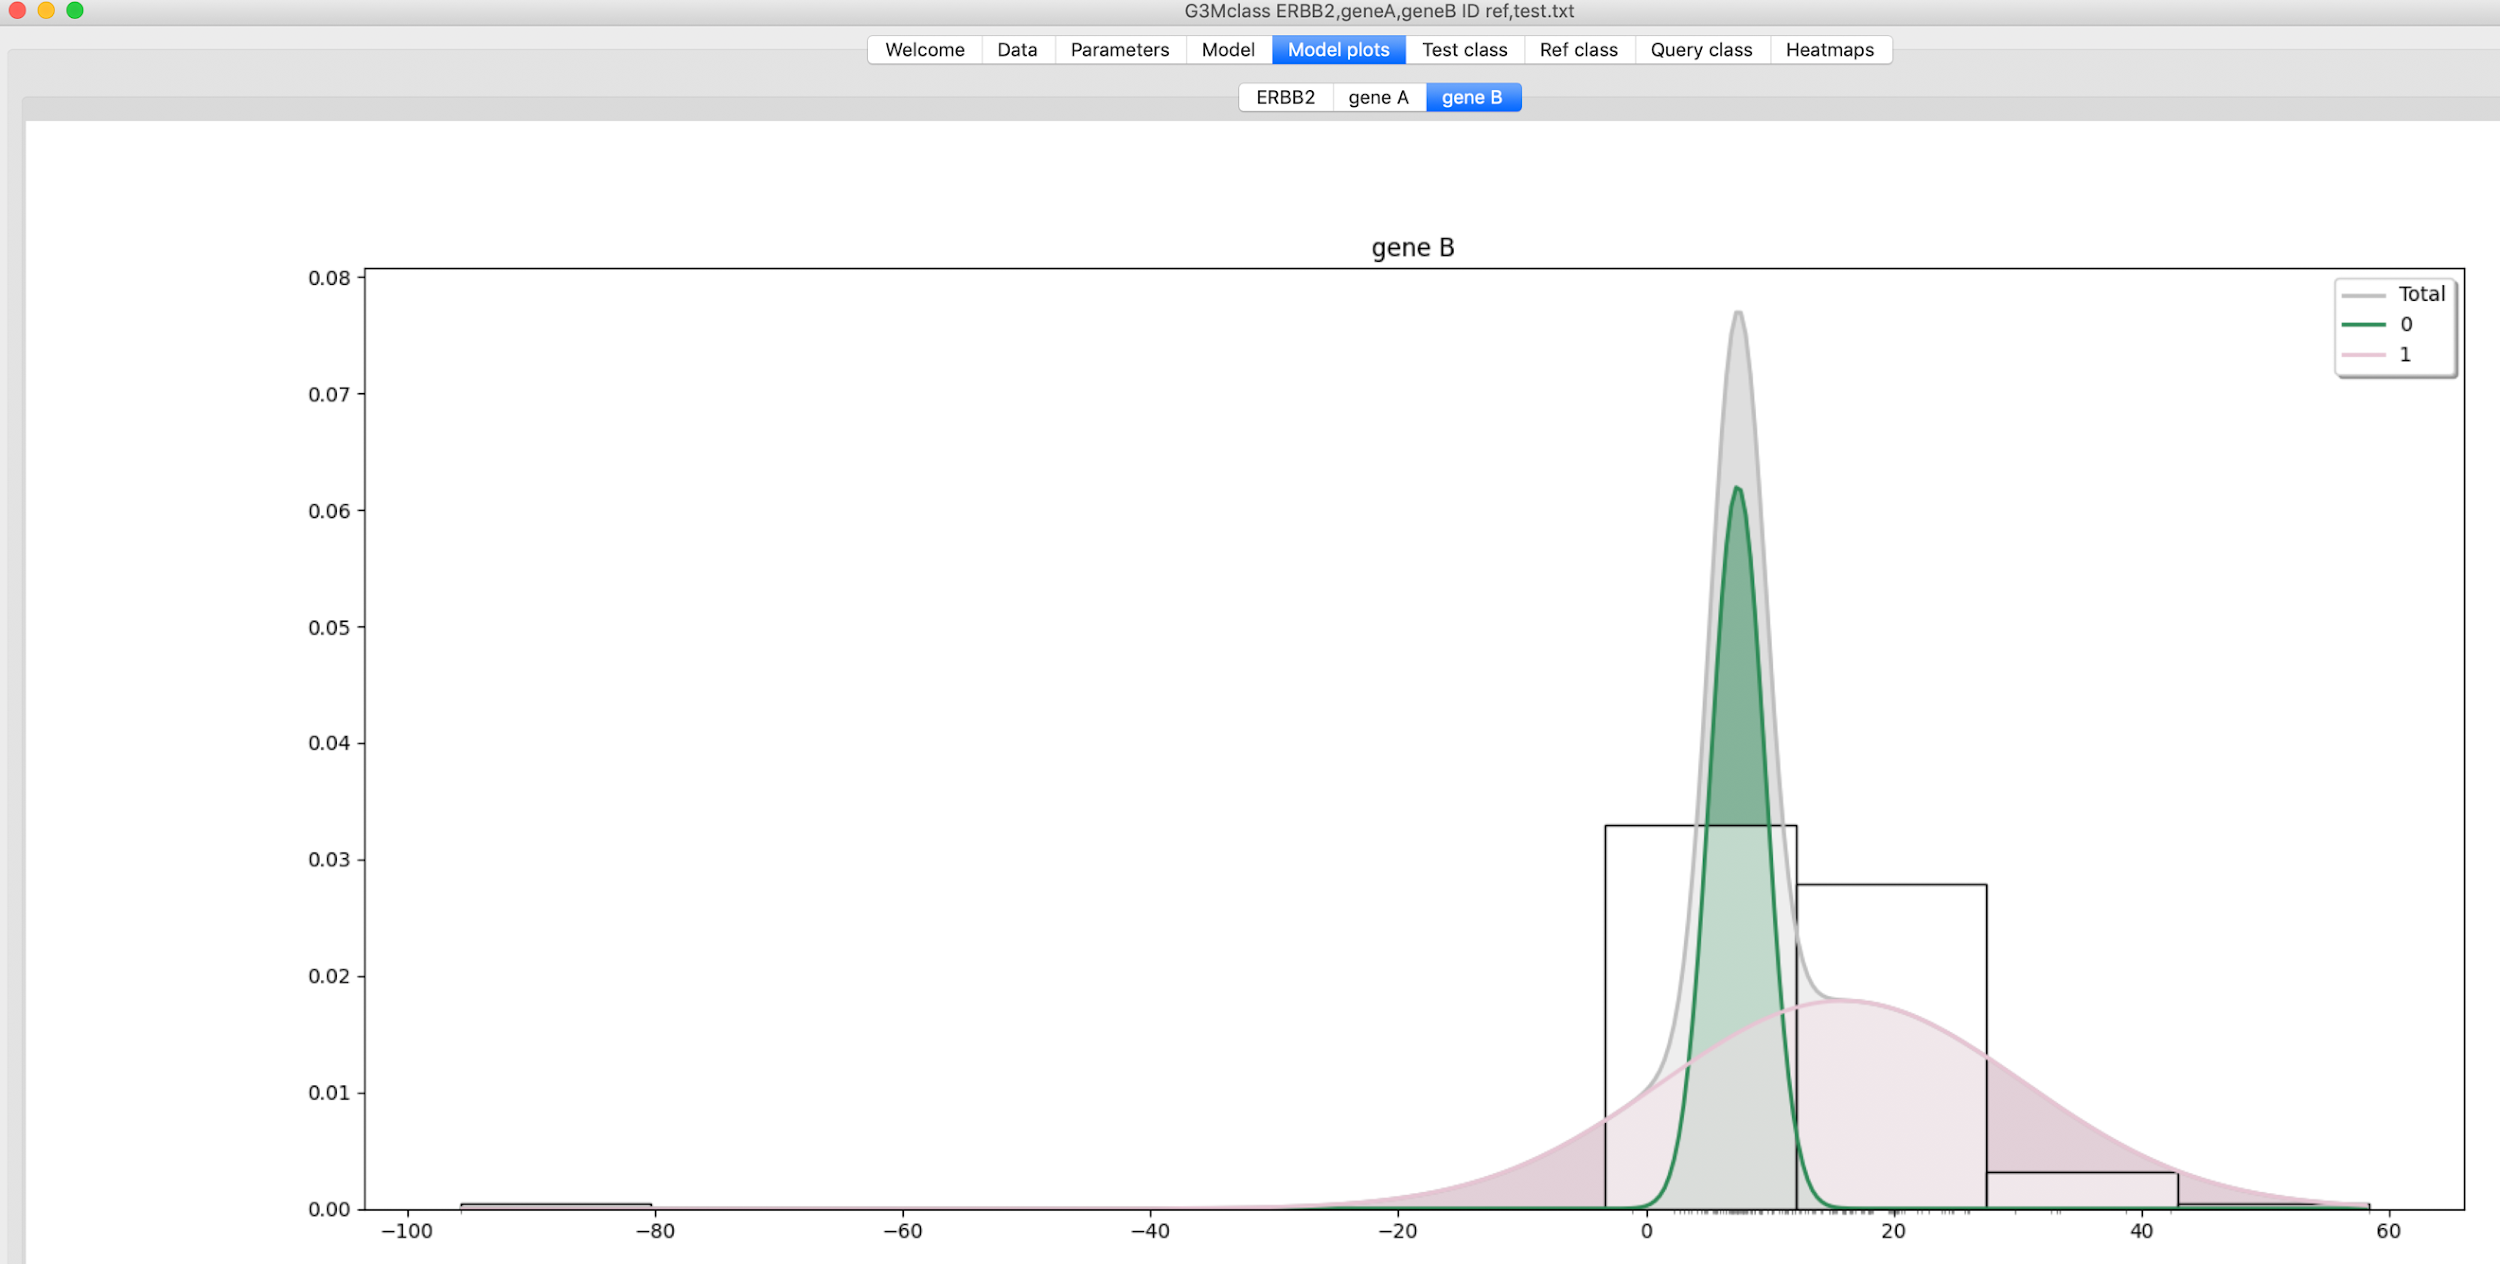 G3Mclass ERBB2,geneA,geneB ID ref,test.txt
Welcome Data Parameters Model Model plots Test class Ref class Query class Heatmaps
ERBB2 gene A gene B
gene B
0.08
0.07
0.06
0.05
0.04
0.03
0.02
0.01
0.00
Total
0
1
−100 −80 −60 −40 −20 0 20 40 60